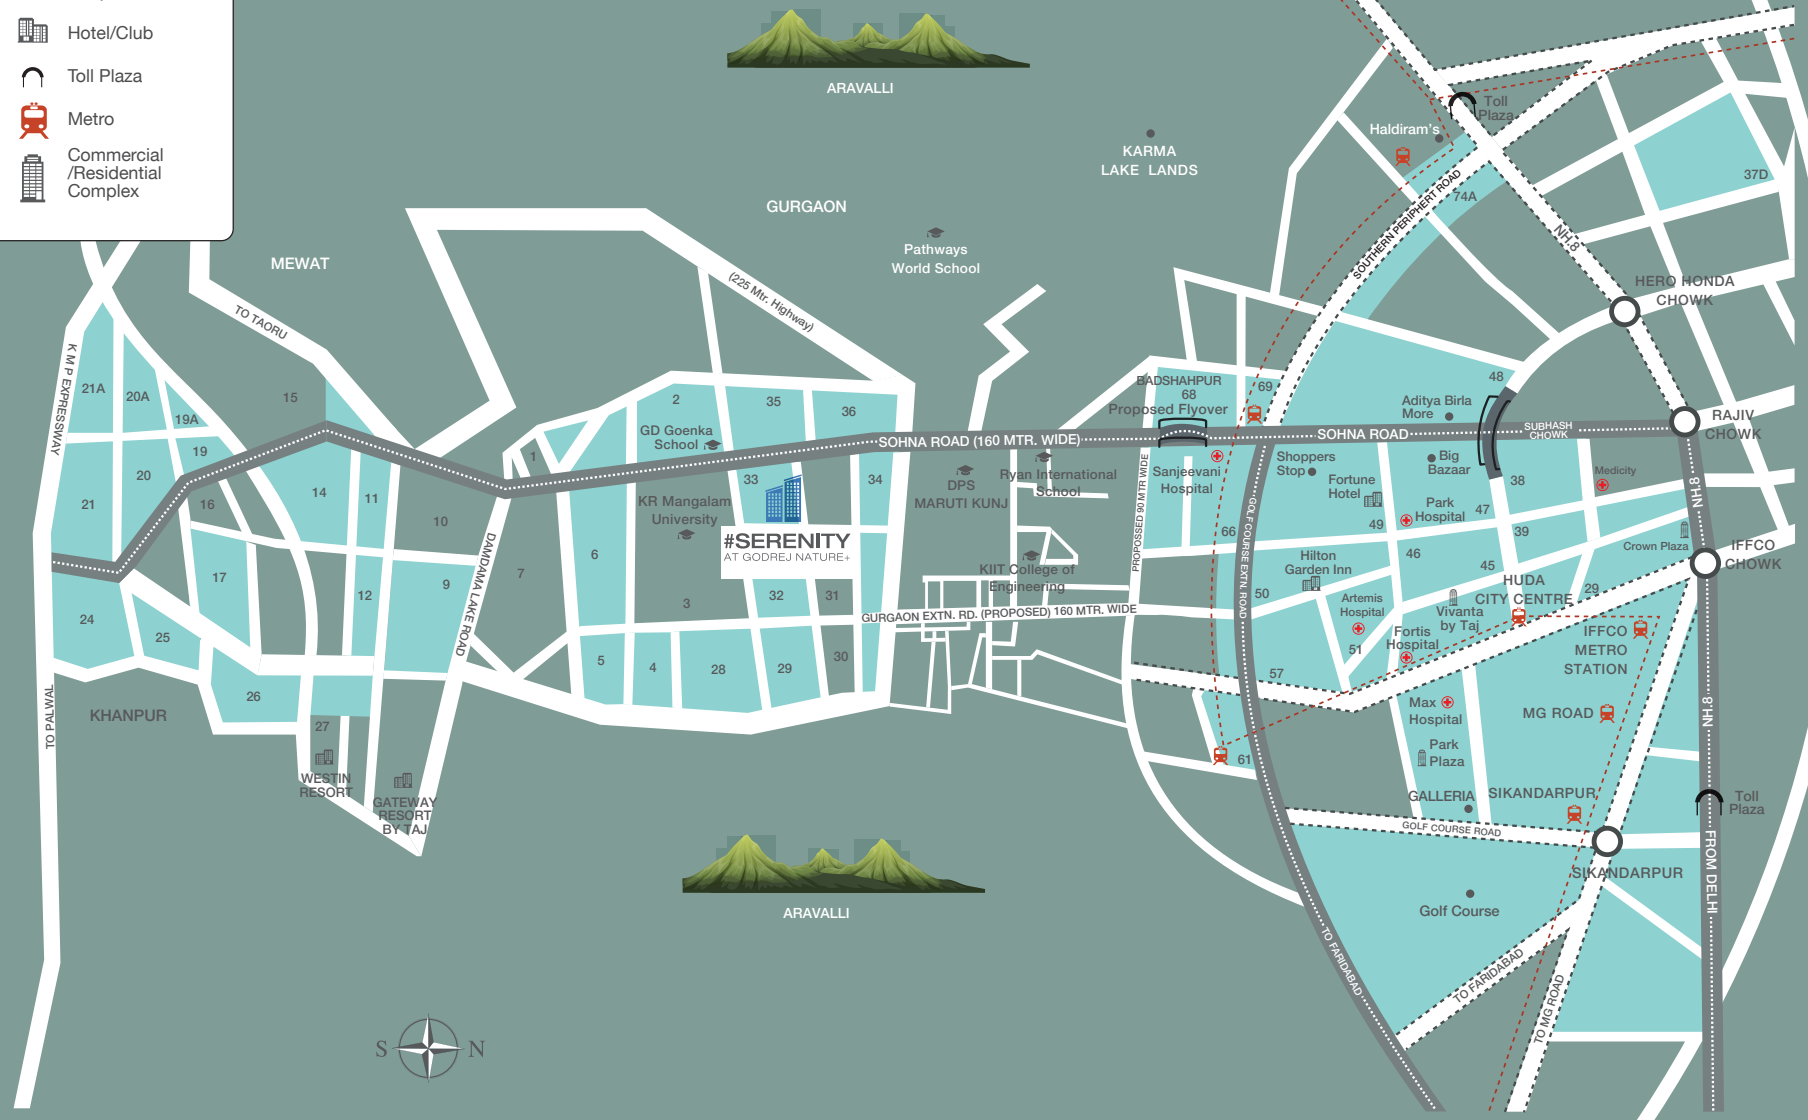 Hotel/Club
Toll Plaza
Metro
Commercial
/Residential
Complex
ARAVALLI
KARMA
LAKE LANDS
GURGAON
Pathways
World School
MEWAT
TO TAORU
(225 Mtr. Highway)
Toll
Plaza
Haldiram's
37D
74A
SOUTHERN PERIPHERT ROAD
NH.8
HERO HONDA
CHOWK
K M P EXPRESSWAY
21A
20A
19A
15
19
20
21
16
14
11
10
17
12
9
24
25
26
27
KHANPUR
TO PALWAL
WESTIN
RESORT
GATEWAY
RESORT
BY TAJ
DAMDAMA LAKE ROAD
1
2
35
36
GD Goenka
School
33
34
KR Mangalam
University
6
7
3
#SERENITY
AT GODREJ NATURE+
32
31
5
4
28
29
30
SOHNA ROAD (160 MTR. WIDE)
DPS
MARUTI KUNJ
Ryan International
School
KIIT College of
Engineering
GURGAON EXTN. RD. (PROPOSED) 160 MTR. WIDE
PROPOSSED 90 MTR WIDE
BADSHAHPUR
68
Proposed Flyover
69
Sanjeevani
Hospital
66
GOLF COURSE EXTN. ROAD
SOHNA ROAD
SUBHASH
CHOWK
48
Aditya Birla
More
Big
Bazaar
Shoppers
Stop
Fortune
Hotel
Park
Hospital
49
47
38
39
46
45
Medicity
RAJIV
CHOWK
NH.8
Crown Plaza
IFFCO
CHOWK
Hilton
Garden Inn
50
Artemis
Hospital
51
Fortis
Hospital
Vivanta
by Taj
HUDA
CITY CENTRE
29
IFFCO
METRO
STATION
57
61
Max
Hospital
MG ROAD
Park
Plaza
GALLERIA
SIKANDARPUR
GOLF COURSE ROAD
NH.8
Toll
Plaza
SIKANDARPUR
FROM DELHI
Golf Course
TO FARIDABAD
TO FARIDABAD
TO MG ROAD
ARAVALLI
S
N